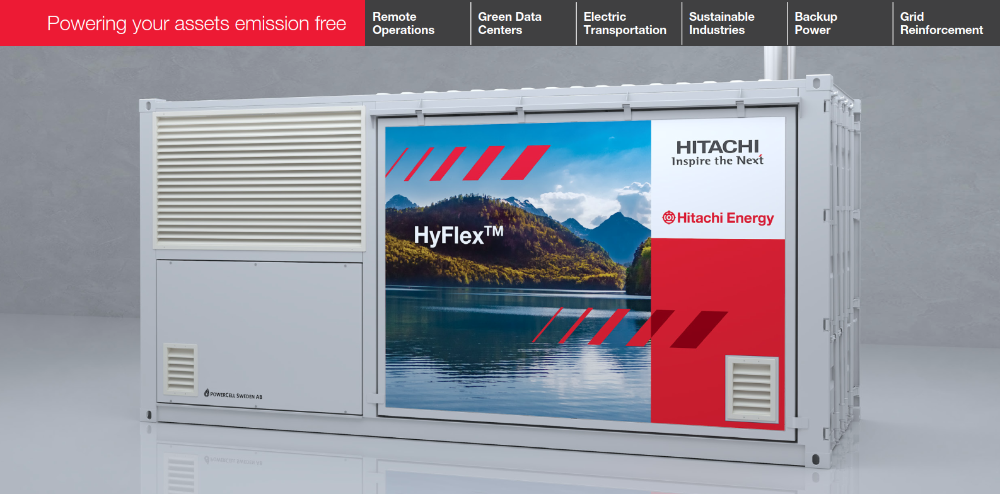 Powering your assets emission free
Remote
Operations
Green Data
Centers
Electric
Transportation
Sustainable
Industries
Backup
Power
Grid
Reinforcement
HITACHI
Inspire the Next
Hitachi Energy
HyFlex™
POWERCELL SWEDEN AB